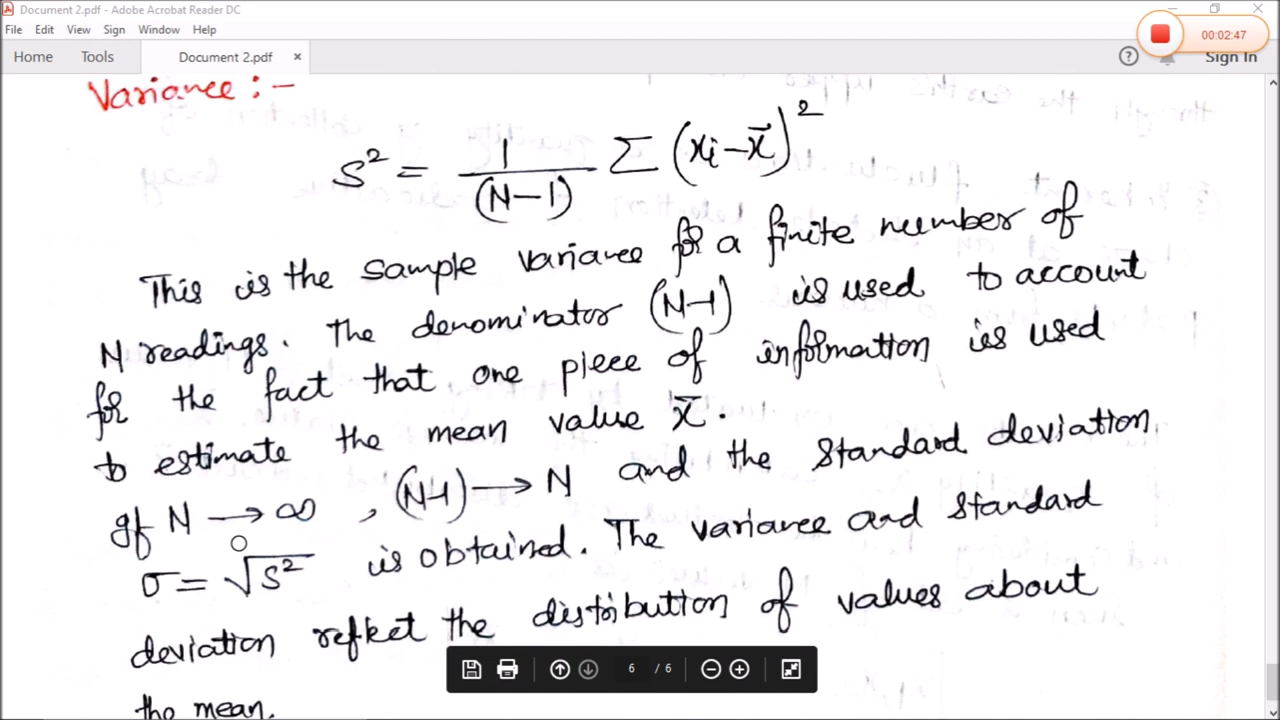 Document 2.pdf - Adobe Acrobat Reader DC
File Edit View Sign Window Help
00:02:47
Home Tools Document 2.pdf × ? Sign In
Variance :-
S² = 1/(N-1) Σ (xi - x̄)²
This is the sample variance for a finite number of
N readings. The denominator (N-1) is used to account
for the fact that one piece of information is used
to estimate the mean value x̄.
If N → ∞, (N-1) → N and the standard deviation
σ = √S² is obtained. The variance and standard
deviation reflect the distribution of values about
the mean.
6 / 6